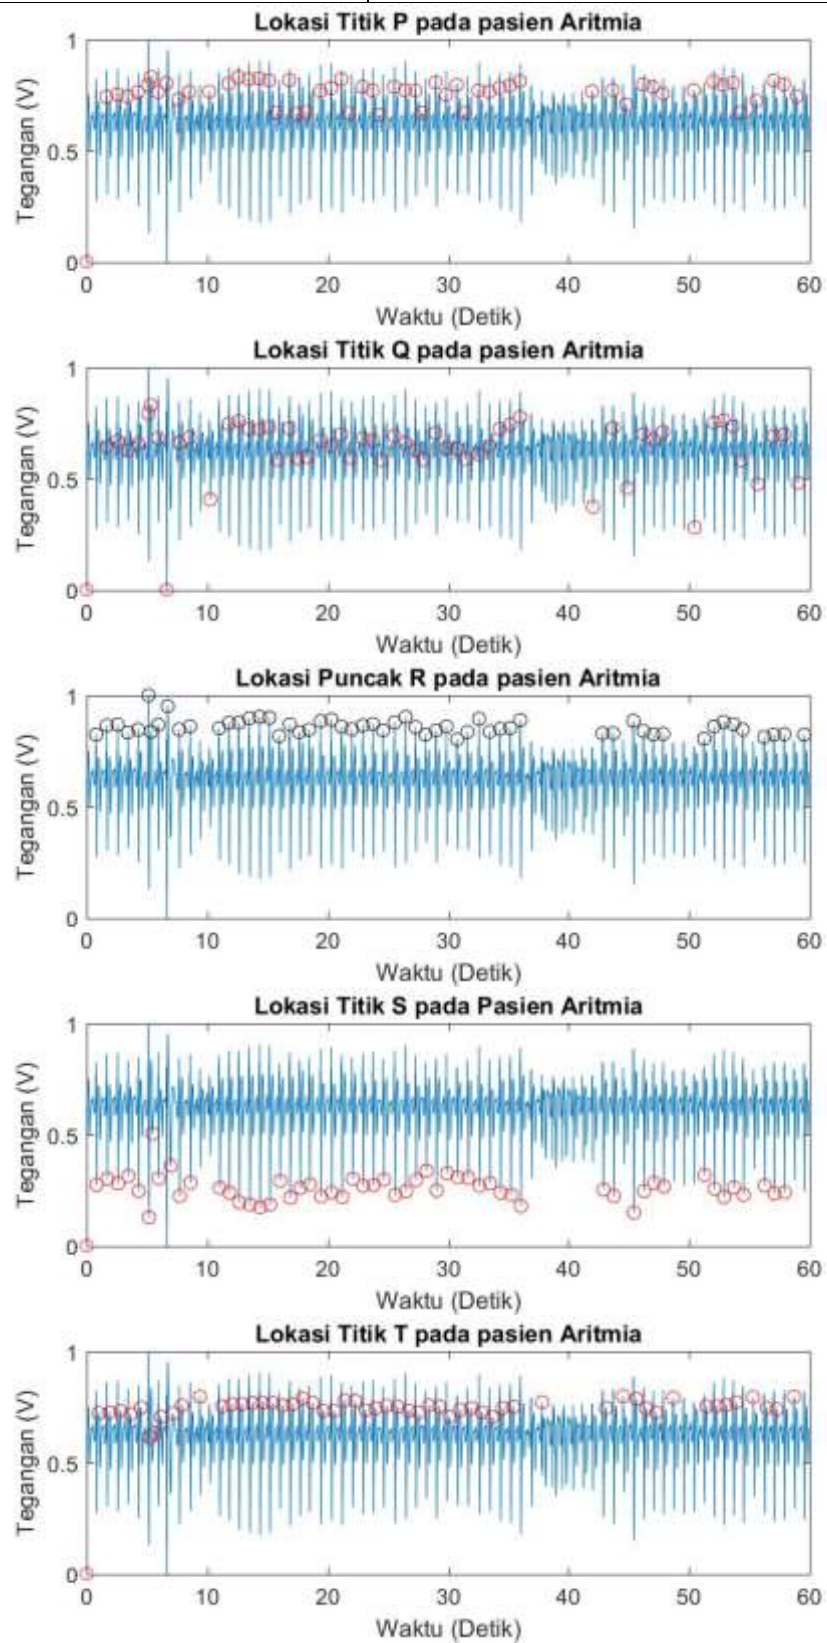 Lokasi Titik P pada pasien Aritmia
1
0.5
0
Tegangan (V)
0 10 20 30 40 50 60
Waktu (Detik)
Lokasi Titik Q pada pasien Aritmia
1
0.5
0
Tegangan (V)
0 10 20 30 40 50 60
Waktu (Detik)
Lokasi Puncak R pada pasien Aritmia
1
0.5
0
Tegangan (V)
0 10 20 30 40 50 60
Waktu (Detik)
Lokasi Titik S pada Pasien Aritmia
1
0.5
0
Tegangan (V)
0 10 20 30 40 50 60
Waktu (Detik)
Lokasi Titik T pada pasien Aritmia
1
0.5
0
Tegangan (V)
0 10 20 30 40 50 60
Waktu (Detik)